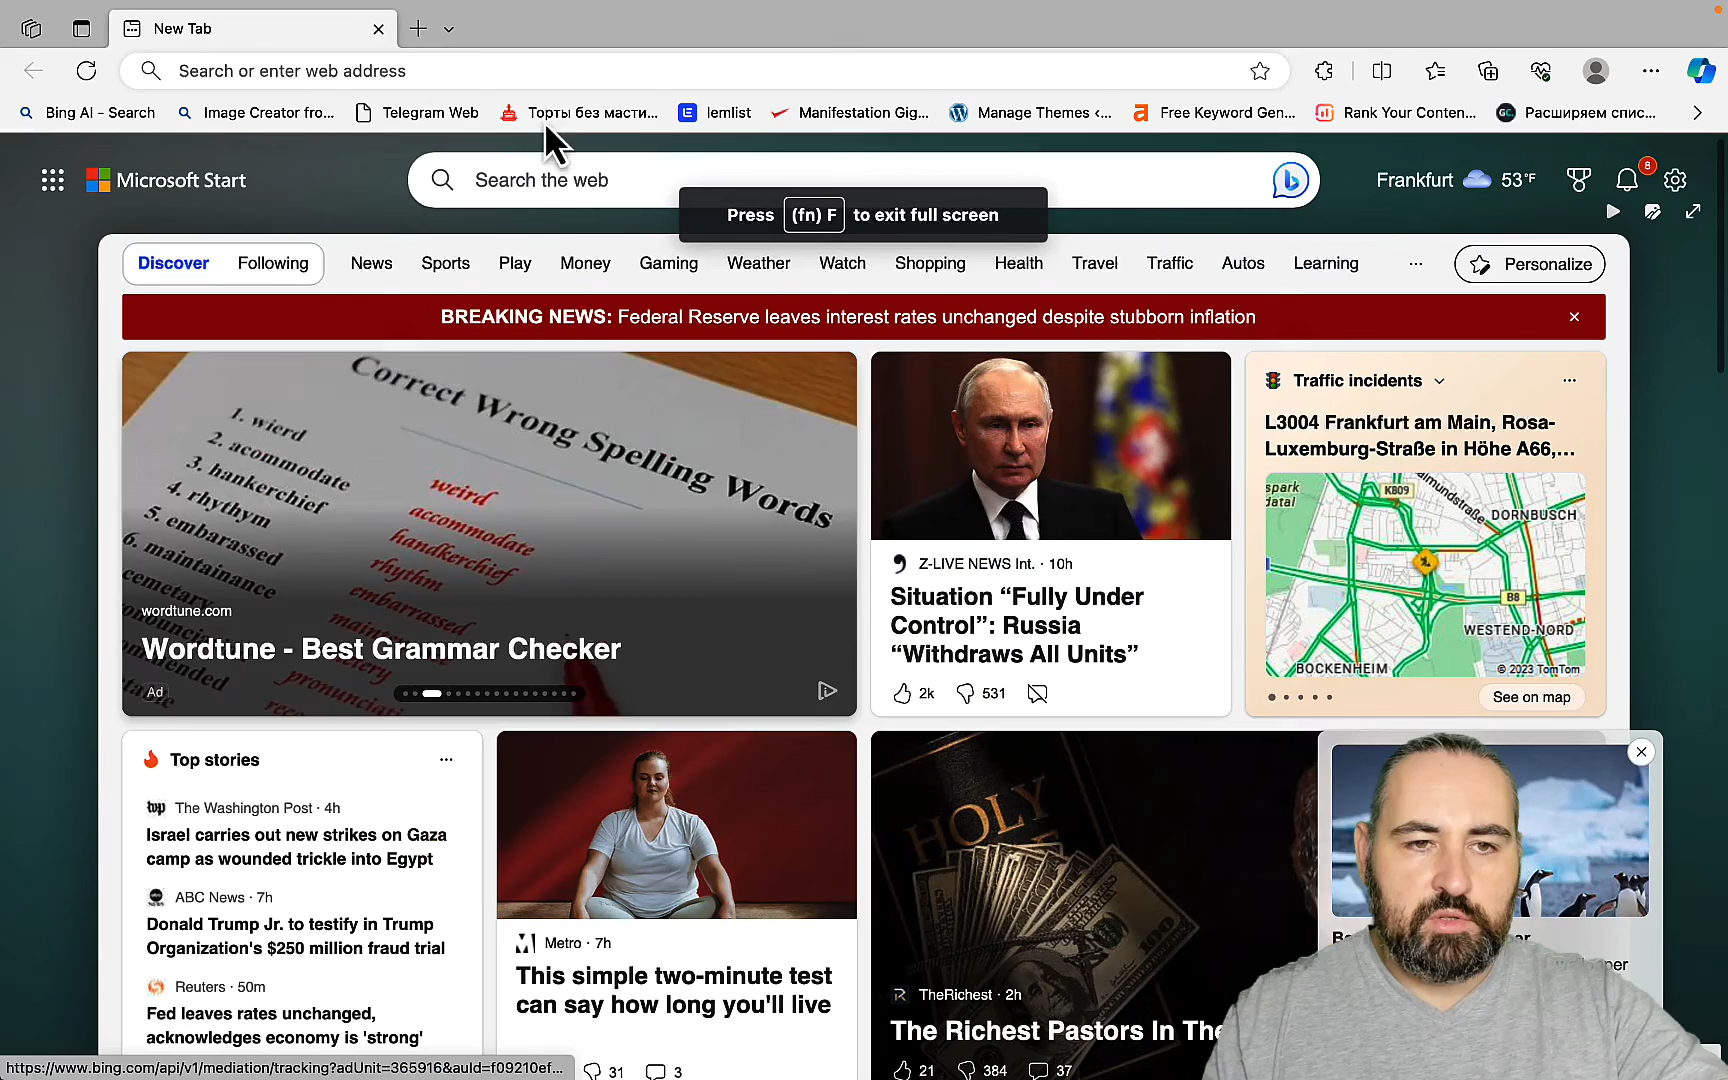 New Tab
Search or enter web address
Bing AI - Search
Image Creator fro...
Telegram Web
Торты без масти...
lemlist
Manifestation Gig...
Manage Themes ‹...
Free Keyword Gen...
Rank Your Conten...
Расширяем спис...
Microsoft Start
Search the web
Frankfurt
53°F
8
Press (fn) F to exit full screen
Discover
Following
News
Sports
Play
Money
Gaming
Weather
Watch
Shopping
Health
Travel
Traffic
Autos
Learning
Personalize
BREAKING NEWS: Federal Reserve leaves interest rates unchanged despite stubborn inflation
Correct Wrong Spelling Words
1. wierd
2. acommodate
3. hankerchief
4. rhythym
5. embarassed
6. maintainance
weird
accommodate
handkerchief
rhythm
embarrassed
wordtune.com
Wordtune - Best Grammar Checker
Ad
Z-LIVE NEWS Int. · 10h
Situation “Fully Under
Control”: Russia
“Withdraws All Units”
2k
531
Traffic incidents
L3004 Frankfurt am Main, Rosa-
Luxemburg-Straße in Höhe A66,...
K809
DORNBUSCH
B8
WESTEND-NORD
BOCKENHEIM
© 2023 TomTom
See on map
Top stories
The Washington Post · 4h
Israel carries out new strikes on Gaza
camp as wounded trickle into Egypt
ABC News · 7h
Donald Trump Jr. to testify in Trump
Organization's $250 million fraud trial
Reuters · 50m
Fed leaves rates unchanged,
acknowledges economy is 'strong'
Metro · 7h
This simple two-minute test
can say how long you'll live
31
3
HOLY
TheRichest · 2h
The Richest Pastors In The
21
384
37
https://www.bing.com/api/v1/mediation/tracking?adUnit=365916&auId=f09210ef...